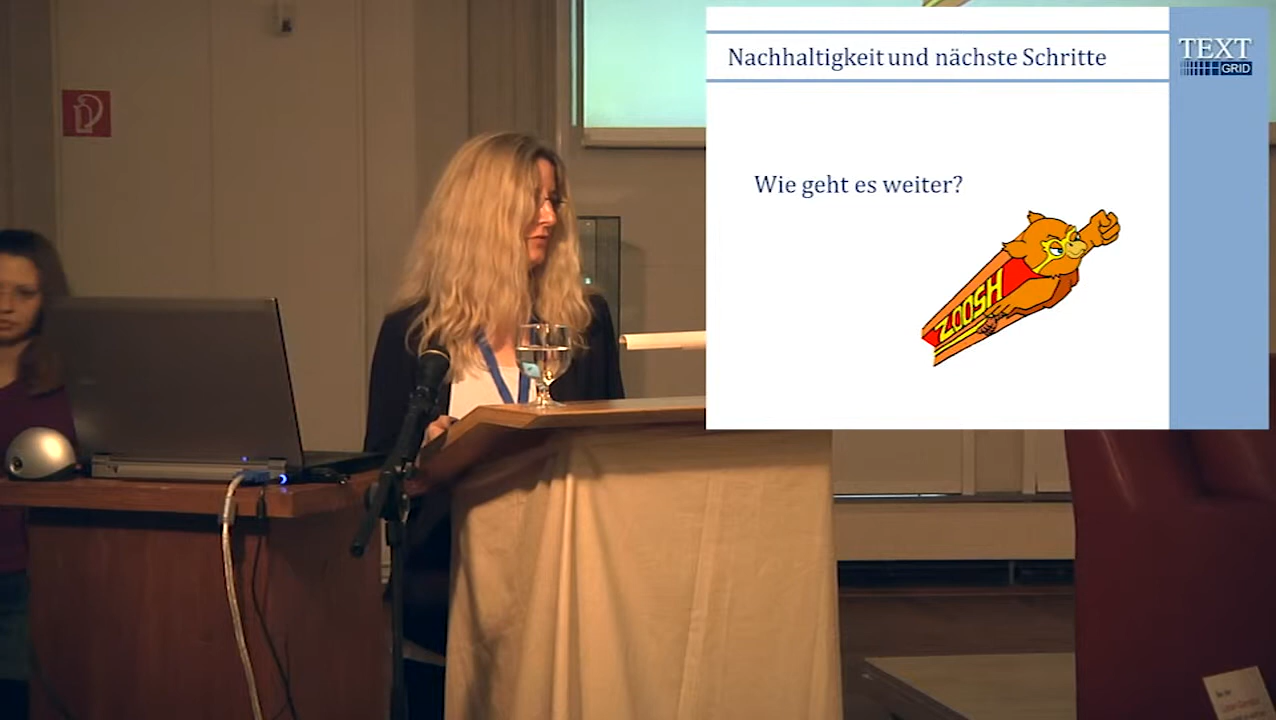 Nachhaltigkeit und nächste Schritte
TEXT
GRID
Wie geht es weiter?
ZOOSH